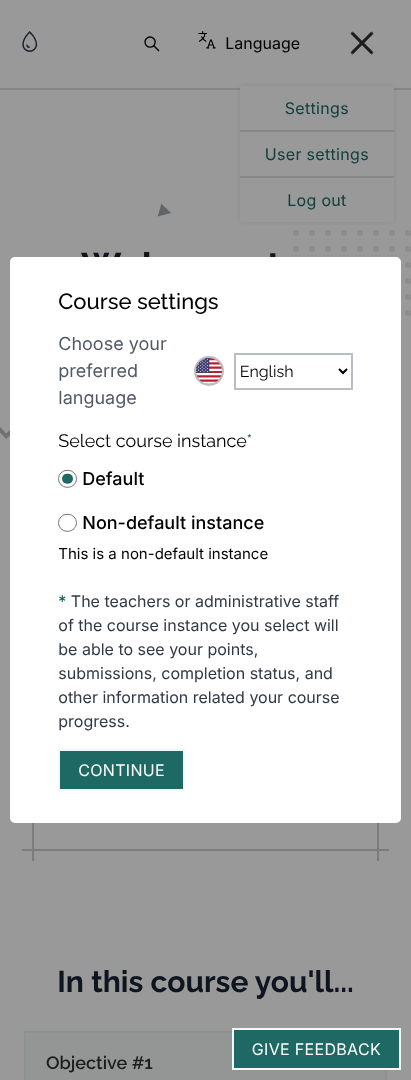 Language
Settings
User settings
Log out
Course settings
Choose your
preferred
language
English
Select course instance*
Default
Non-default instance
This is a non-default instance
* The teachers or administrative staff
of the course instance you select will
be able to see your points,
submissions, completion status, and
other information related your course
progress.
CONTINUE
In this course you'll...
Objective #1
GIVE FEEDBACK